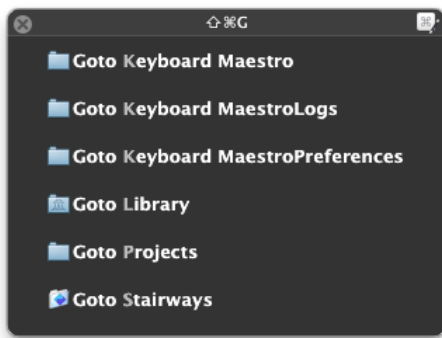 ⇧⌘G
Goto Keyboard Maestro
Goto Keyboard MaestroLogs
Goto Keyboard MaestroPreferences
Goto Library
Goto Projects
Goto Stairways